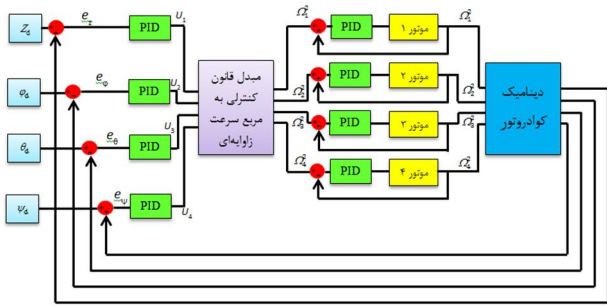 Z_d
e_z
PID
U_1
φ_d
e_φ
PID
U_2
θ_d
e_θ
PID
U_3
ψ_d
e_ψ
PID
U_4
مبدل قانون
کنترلی به
مربع سرعت
زاویه‌ای
Ω_1^2
PID
موتور ۱
Ω_1^2
Ω_2^2
PID
موتور ۲
Ω_2^2
Ω_3^2
PID
موتور ۳
Ω_3^2
Ω_4^2
PID
موتور ۴
Ω_4^2
دینامیک
کوادروتور